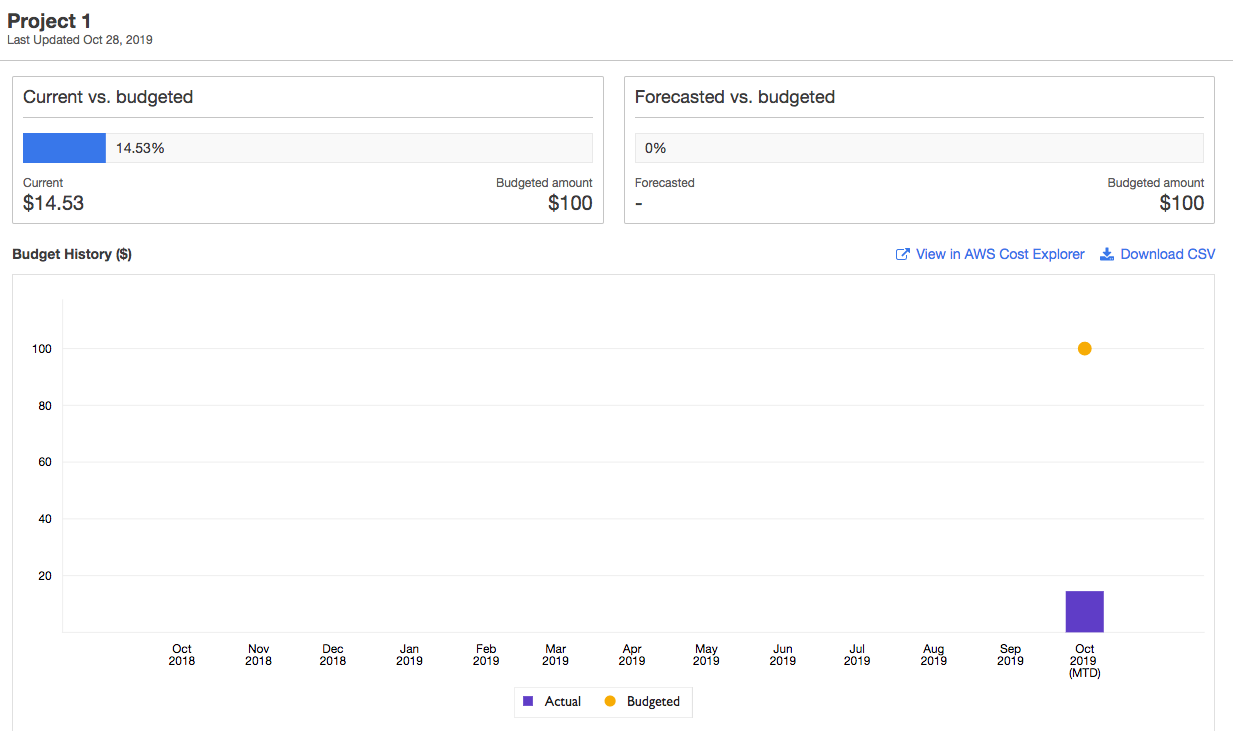 Project 1
Last Updated Oct 28, 2019
Current vs. budgeted
14.53%
Current
Budgeted amount
$14.53
$100
Forecasted vs. budgeted
0%
Forecasted
Budgeted amount
-
$100
Budget History ($)
View in AWS Cost Explorer
Download CSV
100
80
60
40
20
Oct
2018
Nov
2018
Dec
2018
Jan
2019
Feb
2019
Mar
2019
Apr
2019
May
2019
Jun
2019
Jul
2019
Aug
2019
Sep
2019
Oct
2019
(MTD)
Actual
Budgeted